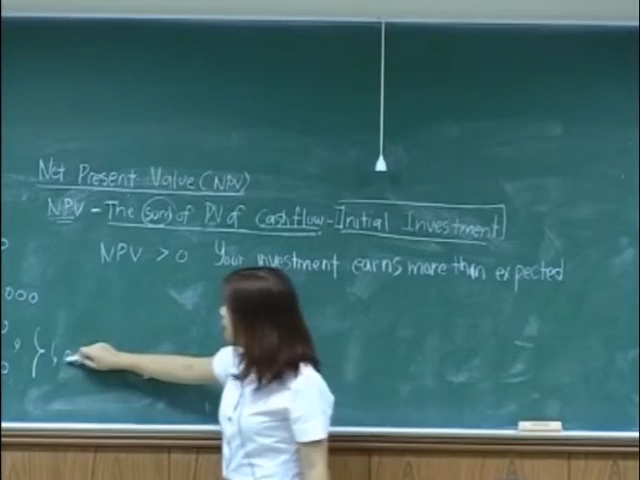 Net Present Value (NPV)
NPV - The sum of PV of cashflow - Initial Investment
NPV > 0 Your investment earns more than expected
000